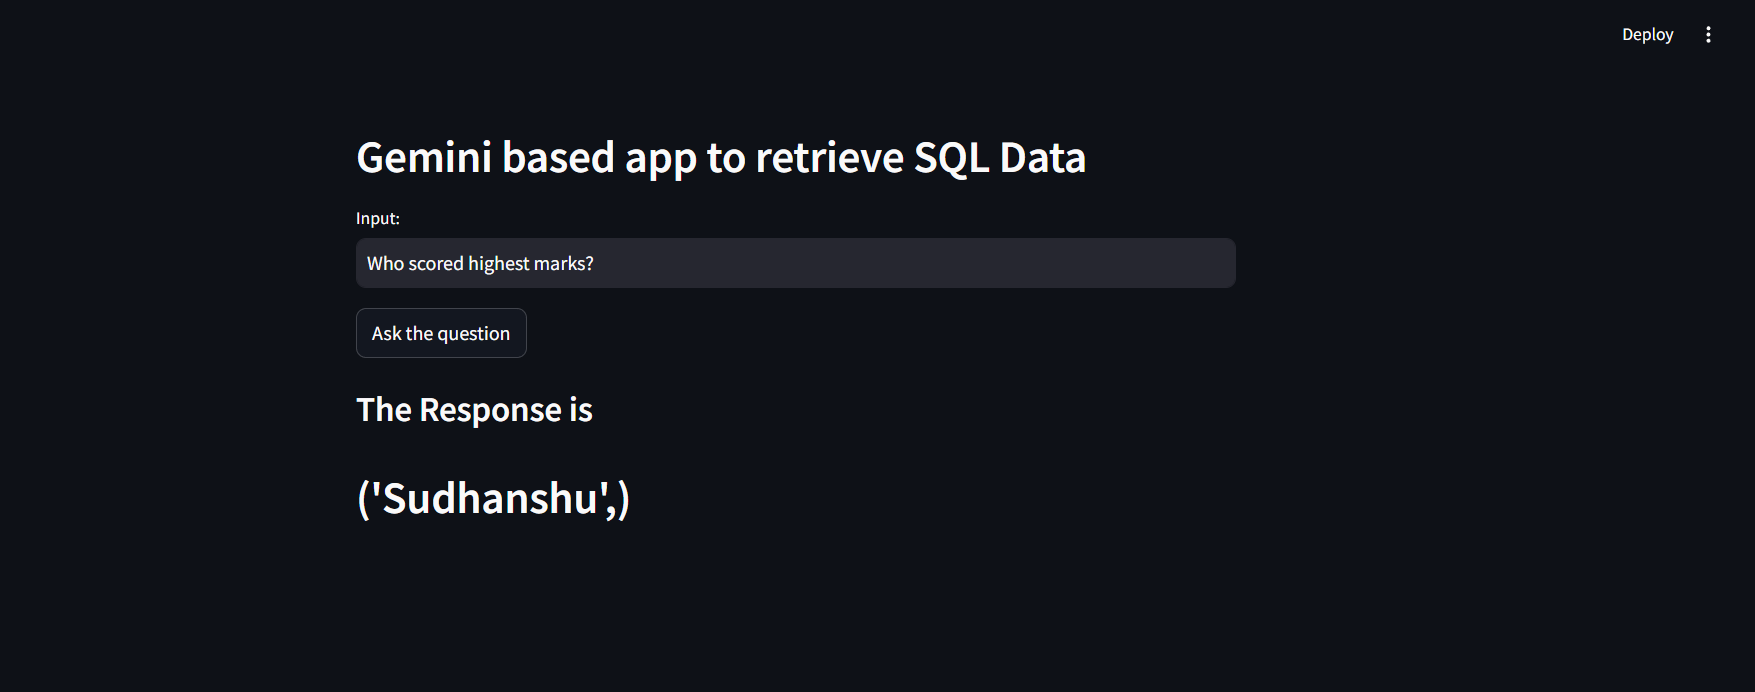 Deploy
Gemini based app to retrieve SQL Data
Input:
Who scored highest marks?
Ask the question
The Response is
('Sudhanshu',)